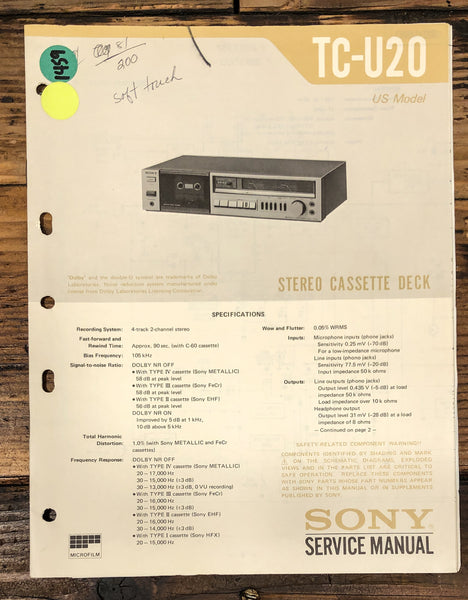 TC-U20
US Model
1459
81
200
soft touch
SONY
"Dolby" and the double-D symbol are trademarks of Dolby
Laboratories. Noise reduction system manufactured under
license from Dolby Laboratories Licensing Corporation.
STEREO CASSETTE DECK
SPECIFICATIONS
Recording System: 4-track 2-channel stereo
Fast-forward and
Rewind Time: Approx. 90 sec. (with C-60 cassette)
Bias Frequency: 105 kHz
Signal-to-noise Ratio: DOLBY NR OFF
• With TYPE IV cassette (Sony METALLIC)
58 dB at peak level
• With TYPE III cassette (Sony FeCr)
58 dB at peak level
• With TYPE II cassette (Sony EHF)
56 dB at peak level
DOLBY NR ON
Improved by 5 dB at 1 kHz,
10 dB above 5 kHz
Total Harmonic
Distortion: 1.0% (with Sony METALLIC and FeCr
cassettes)
Frequency Response: DOLBY NR OFF
• With TYPE IV cassette (Sony METALLIC)
20 – 17,000 Hz
30 – 15,000 Hz (±3 dB)
30 – 13,000 Hz (±3 dB, 0 VU recording)
• With TYPE III cassette (Sony FeCr)
20 – 16,000 Hz
30 – 15,000 Hz (±3 dB)
• With TYPE II cassette (Sony EHF)
20 – 16,000 Hz
30 – 14,000 Hz (±3 dB)
• With TYPE I cassette (Sony HFX)
20 – 15,000 Hz
Wow and Flutter: 0.05% WRMS
Inputs: Microphone inputs (phone jacks)
Sensitivity 0.25 mV (-70 dB)
For a low-impedance microphone
Line inputs (phono jacks)
Sensitivity 77.5 mV (-20 dB)
Input impedance 50 k ohms
Outputs: Line outputs (phono jacks)
Output level 0.435 V (-5 dB) at load
impedance 50 k ohms
Load impedance over 10 k ohms
Headphone output
Output level 31 mV (-28 dB) at a load
impedance of 8 ohms
– Continued on page 2 –
SAFETY-RELATED COMPONENT WARNING!!
COMPONENTS IDENTIFIED BY SHADING AND MARK
⚠ ON THE SCHEMATIC DIAGRAMS, EXPLODED
VIEWS AND IN THE PARTS LIST ARE CRITICAL TO
SAFE OPERATION. REPLACE THESE COMPONENTS
WITH SONY PARTS WHOSE PART NUMBERS APPEAR
AS SHOWN IN THIS MANUAL OR IN SUPPLEMENTS
PUBLISHED BY SONY.
MICROFILM
SONY
SERVICE MANUAL